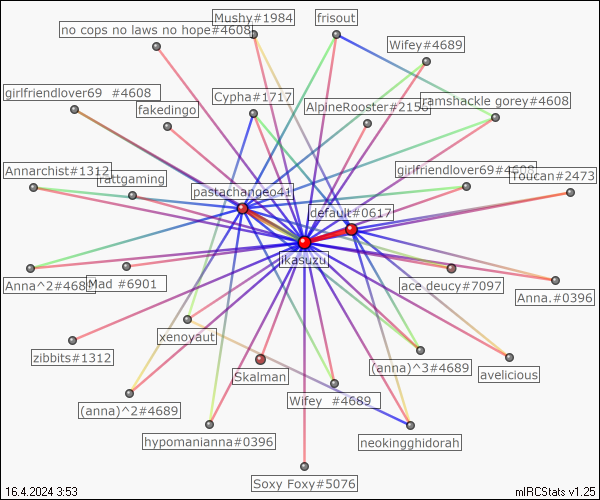 Mushy#1984
frisout
no cops no laws no hope#4608
Wifey#4689
girlfriendlover69 #4608
Cypha#1717
ramshackle gorey#4608
fakedingo
AlpineRooster#2158
Annarchist#1312
rattgaming
girlfriendlover69#4608
Toucan#2473
pastachangeo41
default#0617
jkasuzu
Anna^2#4689
Mad #6901
ace deucy#7097
Anna.#0396
xenoyaut
zibbits#1312
Skalman
(anna)^3#4689
avelicious
(anna)^2#4689
Wifey #4689
hypomanianna#0396
neokingghidorah
Soxy Foxy#5076
16.4.2024 3:53
mIRCStats v1.25